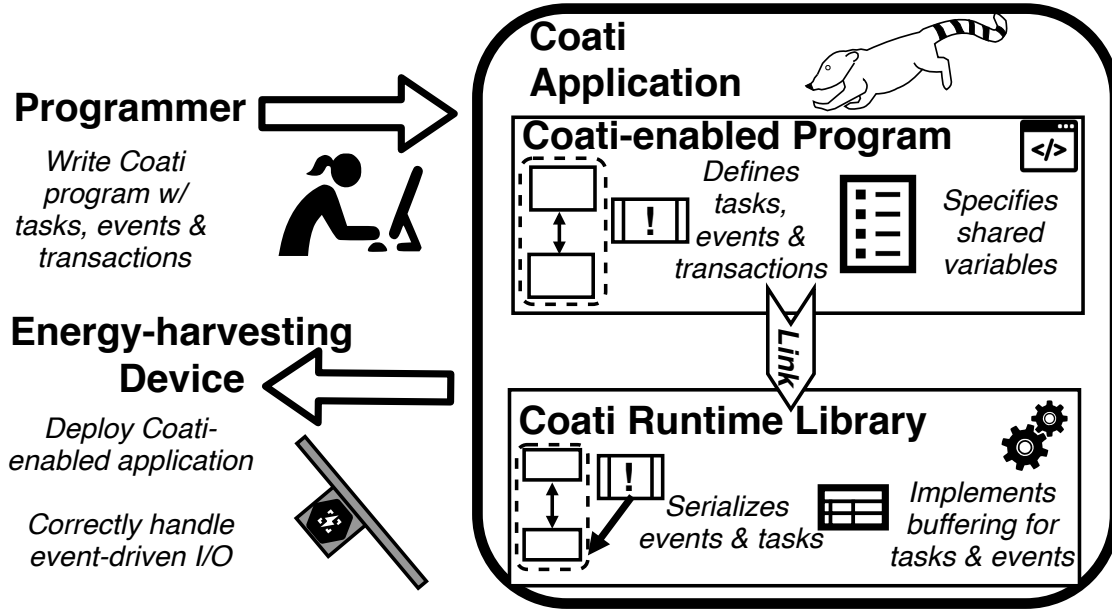 Programmer
Write Coati
program w/
tasks, events &
transactions
Energy-harvesting
Device
Deploy Coati-
enabled application
Correctly handle
event-driven I/O
Coati
Application
Coati-enabled Program
</>
!
Defines
tasks,
events &
transactions
Specifies
shared
variables
Link
Coati Runtime Library
!
Serializes
events & tasks
Implements
buffering for
tasks & events